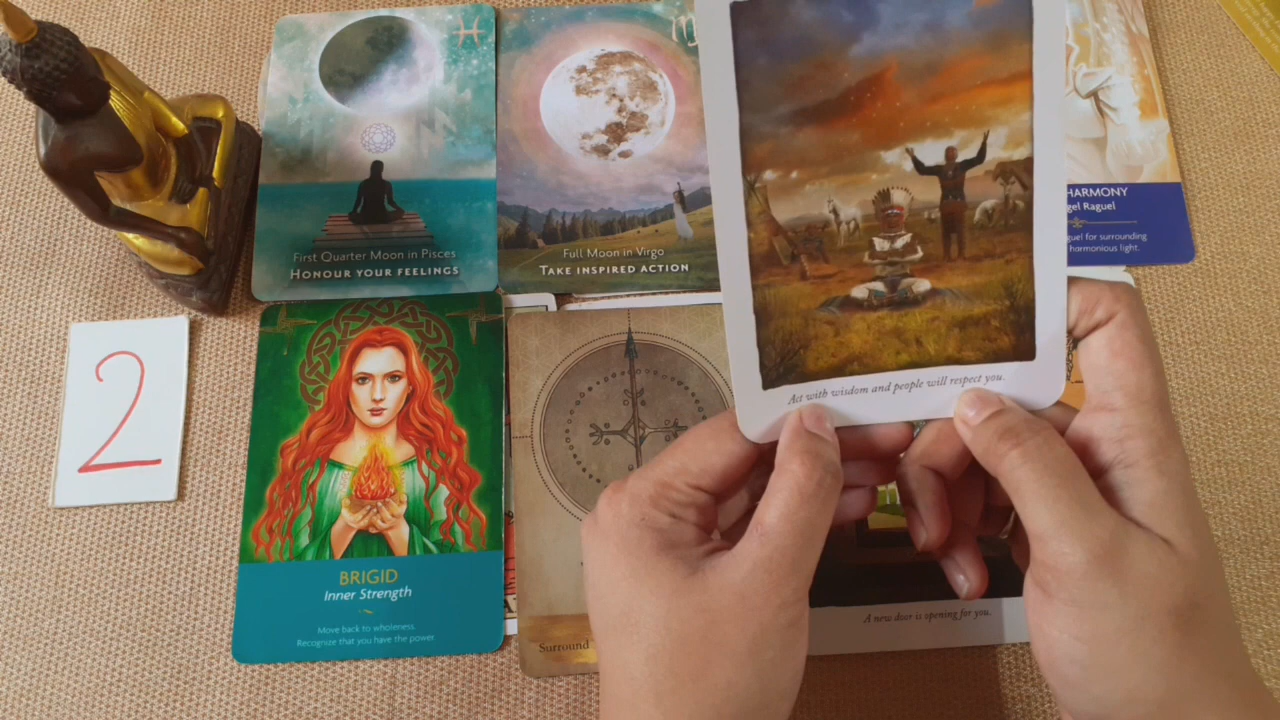 First Quarter Moon in Pisces
HONOUR YOUR FEELINGS
Full Moon in Virgo
TAKE INSPIRED ACTION
Act with wisdom and people will respect you.
HARMONY
gel Raguel
guel for surrounding
harmonious light.
2
BRIGID
Inner Strength
Move back to wholeness.
Recognize that you have the power.
Surround
A new door is opening for you.